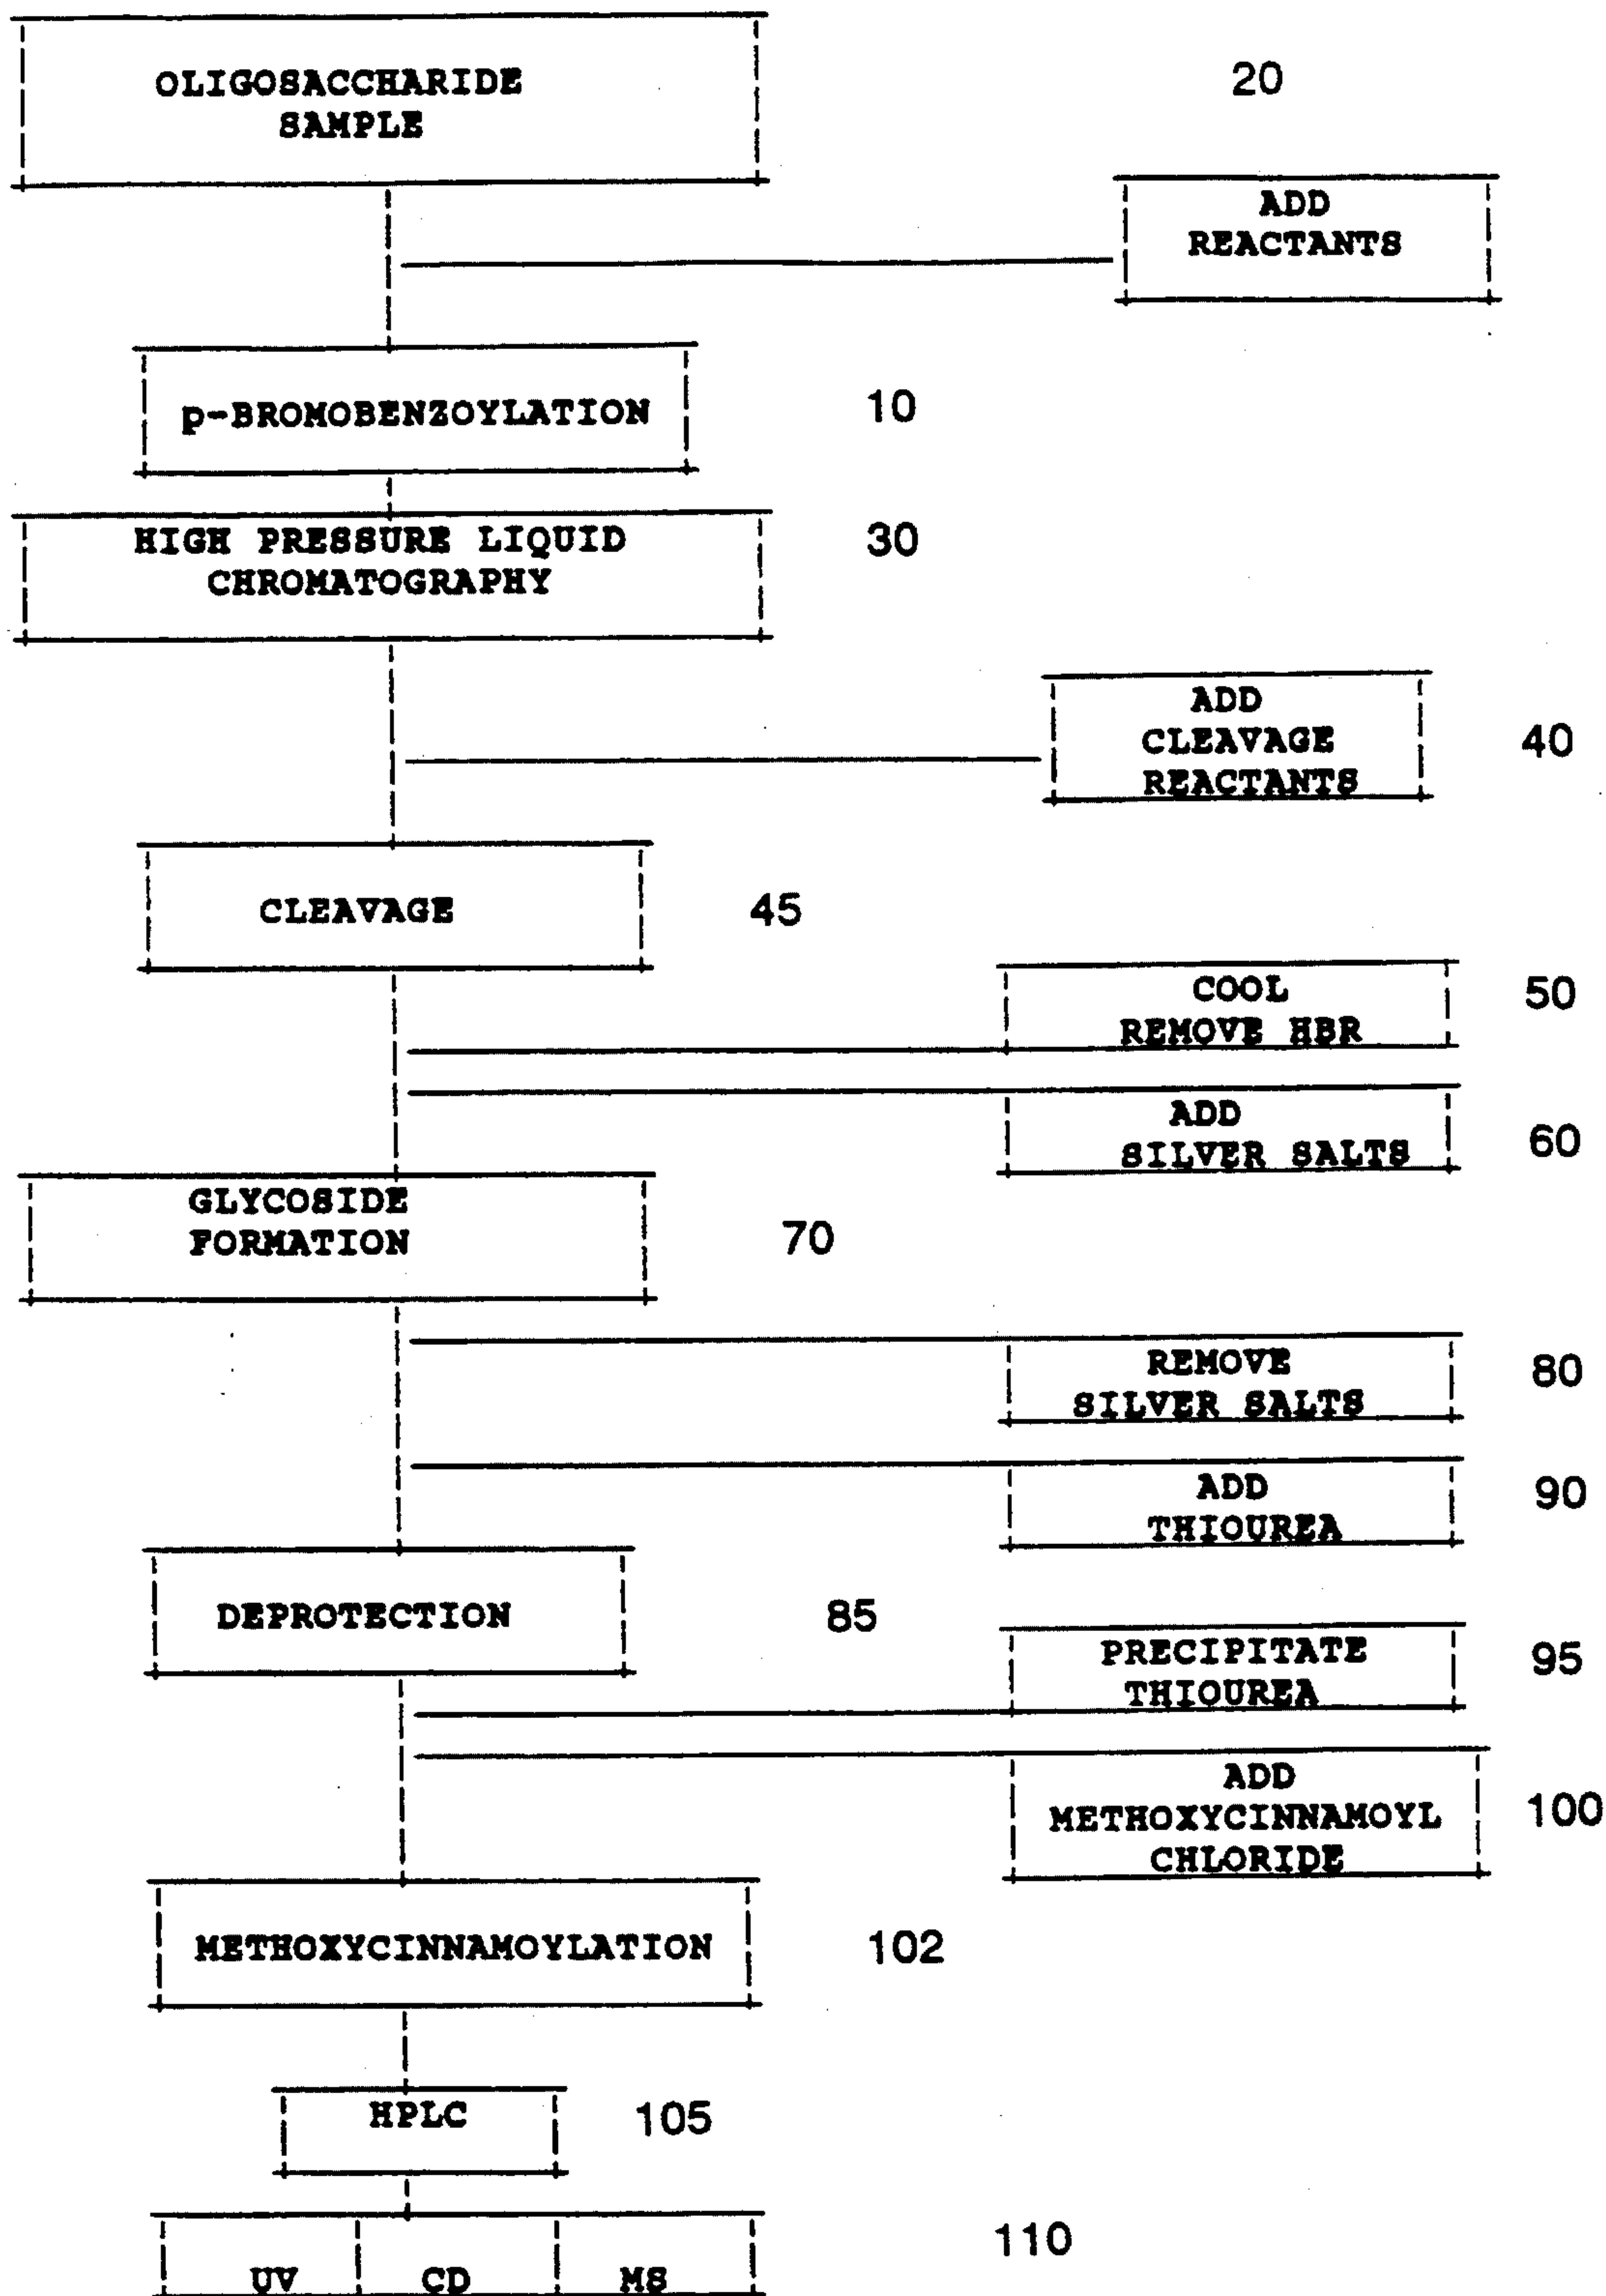 OLIGOSACCHARIDE
SAMPLE
20
ADD
REACTANTS
p-BROMOBENZOYLATION
10
HIGH PRESSURE LIQUID
CHROMATOGRAPHY
30
ADD
CLEAVAGE
REACTANTS
40
CLEAVAGE
45
COOL
REMOVE HBR
50
ADD
SILVER SALTS
60
GLYCOSIDE
FORMATION
70
REMOVE
SILVER SALTS
80
ADD
THIOUREA
90
DEPROTECTION
85
PRECIPITATE
THIOUREA
95
ADD
METHOXYCINNAMOYL
CHLORIDE
100
METHOXYCINNAMOYLATION
102
HPLC
105
UV CD MS
110